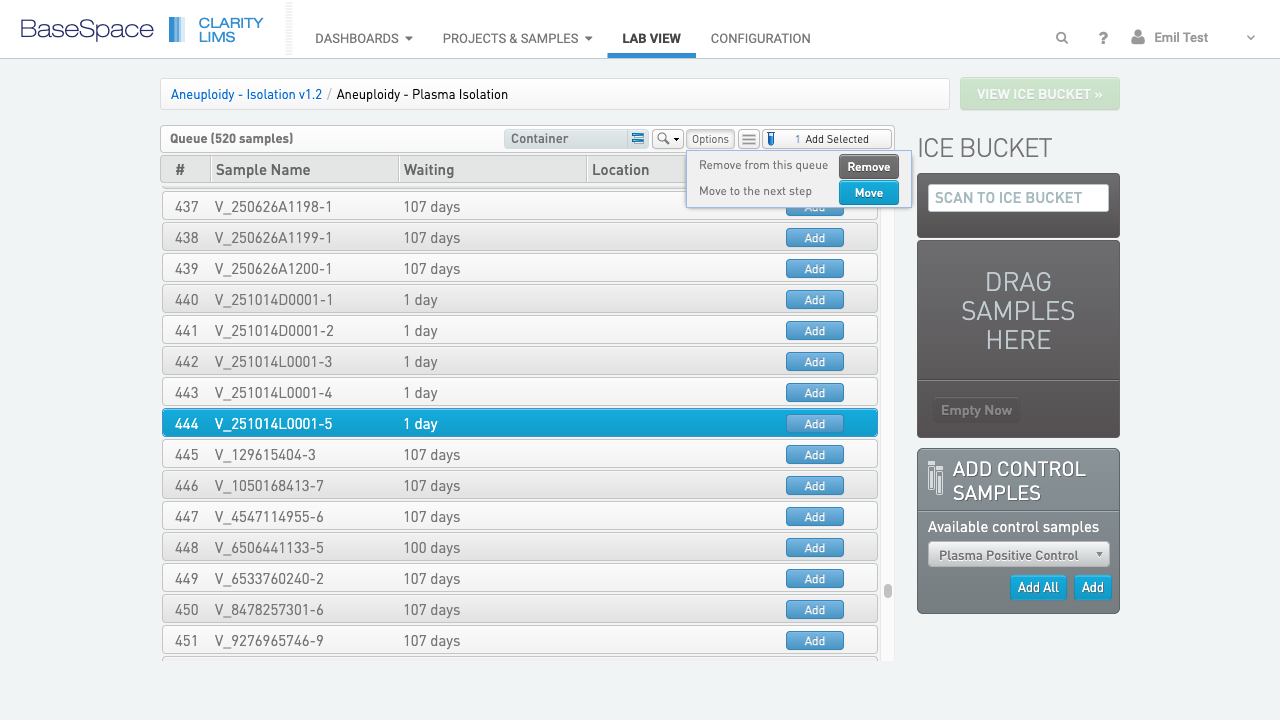 BaseSpace CLARITY LIMS
DASHBOARDS PROJECTS & SAMPLES LAB VIEW CONFIGURATION ? Emil Test
Aneuploidy - Isolation v1.2 / Aneuploidy - Plasma Isolation
VIEW ICE BUCKET »
Queue (520 samples) Container Options 1 Add Selected
# Sample Name Waiting Location
Remove from this queue Remove
Move to the next step Move
437 V_250626A1198-1 107 days Add
438 V_250626A1199-1 107 days Add
439 V_250626A1200-1 107 days Add
440 V_251014D0001-1 1 day Add
441 V_251014D0001-2 1 day Add
442 V_251014L0001-3 1 day Add
443 V_251014L0001-4 1 day Add
444 V_251014L0001-5 1 day Add
445 V_129615404-3 107 days Add
446 V_1050168413-7 107 days Add
447 V_4547114955-6 107 days Add
448 V_6506441133-5 100 days Add
449 V_6533760240-2 107 days Add
450 V_8478257301-6 107 days Add
451 V_9276965746-9 107 days Add
ICE BUCKET
SCAN TO ICE BUCKET
DRAG
SAMPLES
HERE
Empty Now
ADD CONTROL
SAMPLES
Available control samples
Plasma Positive Control
Add All Add